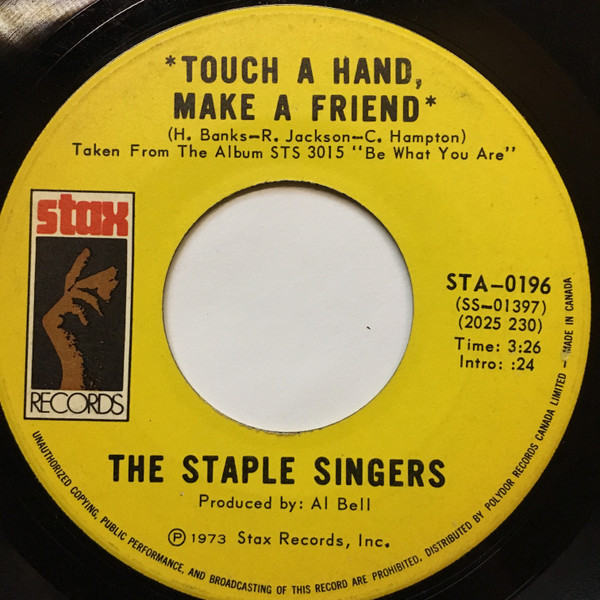 *TOUCH A HAND,
MAKE A FRIEND*
(H. Banks-R. Jackson-C. Hampton)
Taken From The Album STS 3015 "Be What You Are"
stax
RECORDS
STA-0196
(SS-01397)
(2025 230)
Time: 3:26
Intro: :24
THE STAPLE SINGERS
Produced by: Al Bell
℗ 1973 Stax Records, Inc.
UNAUTHORIZED COPYING, PUBLIC PERFORMANCE, AND BROADCASTING OF THIS RECORD ARE PROHIBITED, DISTRIBUTED BY POLYDOR RECORDS CANADA LIMITED – MADE IN CANADA